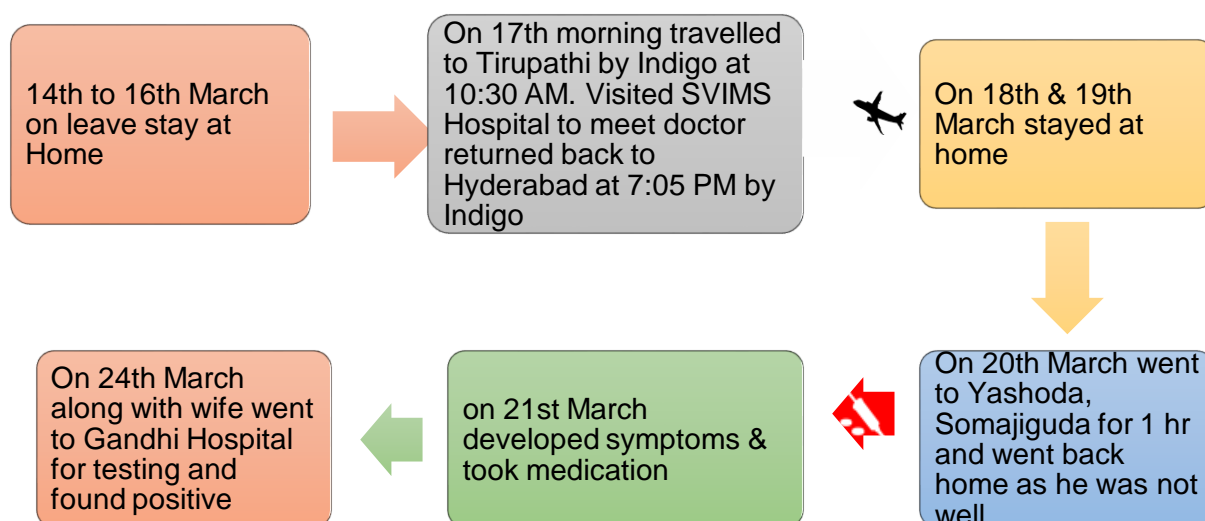 14th to 16th March
on leave stay at
Home
On 17th morning travelled
to Tirupathi by Indigo at
10:30 AM. Visited SVIMS
Hospital to meet doctor
returned back to
Hyderabad at 7:05 PM by
Indigo
On 18th & 19th
March stayed at
home
On 20th March went
to Yashoda,
Somajiguda for 1 hr
and went back
home as he was not
well
on 21st March
developed symptoms &
took medication
On 24th March
along with wife went
to Gandhi Hospital
for testing and
found positive